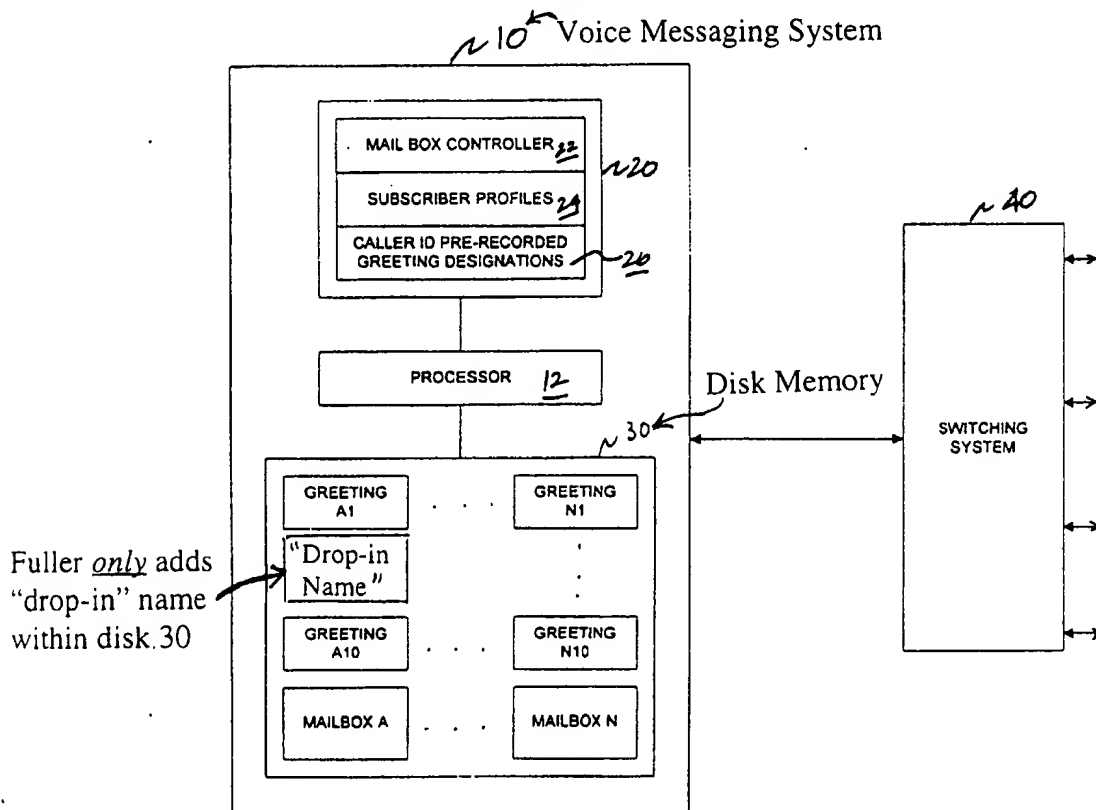 ~10 Voice Messaging System
MAIL BOX CONTROLLER 22
~20
SUBSCRIBER PROFILES 24
CALLER ID PRE-RECORDED
GREETING DESIGNATIONS
26
~40
PROCESSOR 12
Disk Memory
~30
SWITCHING
SYSTEM
GREETING
A1
. . .
GREETING
N1
Fuller only adds
"drop-in" name
within disk.30
"Drop-in
Name"
GREETING
A10
. . .
GREETING
N10
MAILBOX A
. . .
MAILBOX N